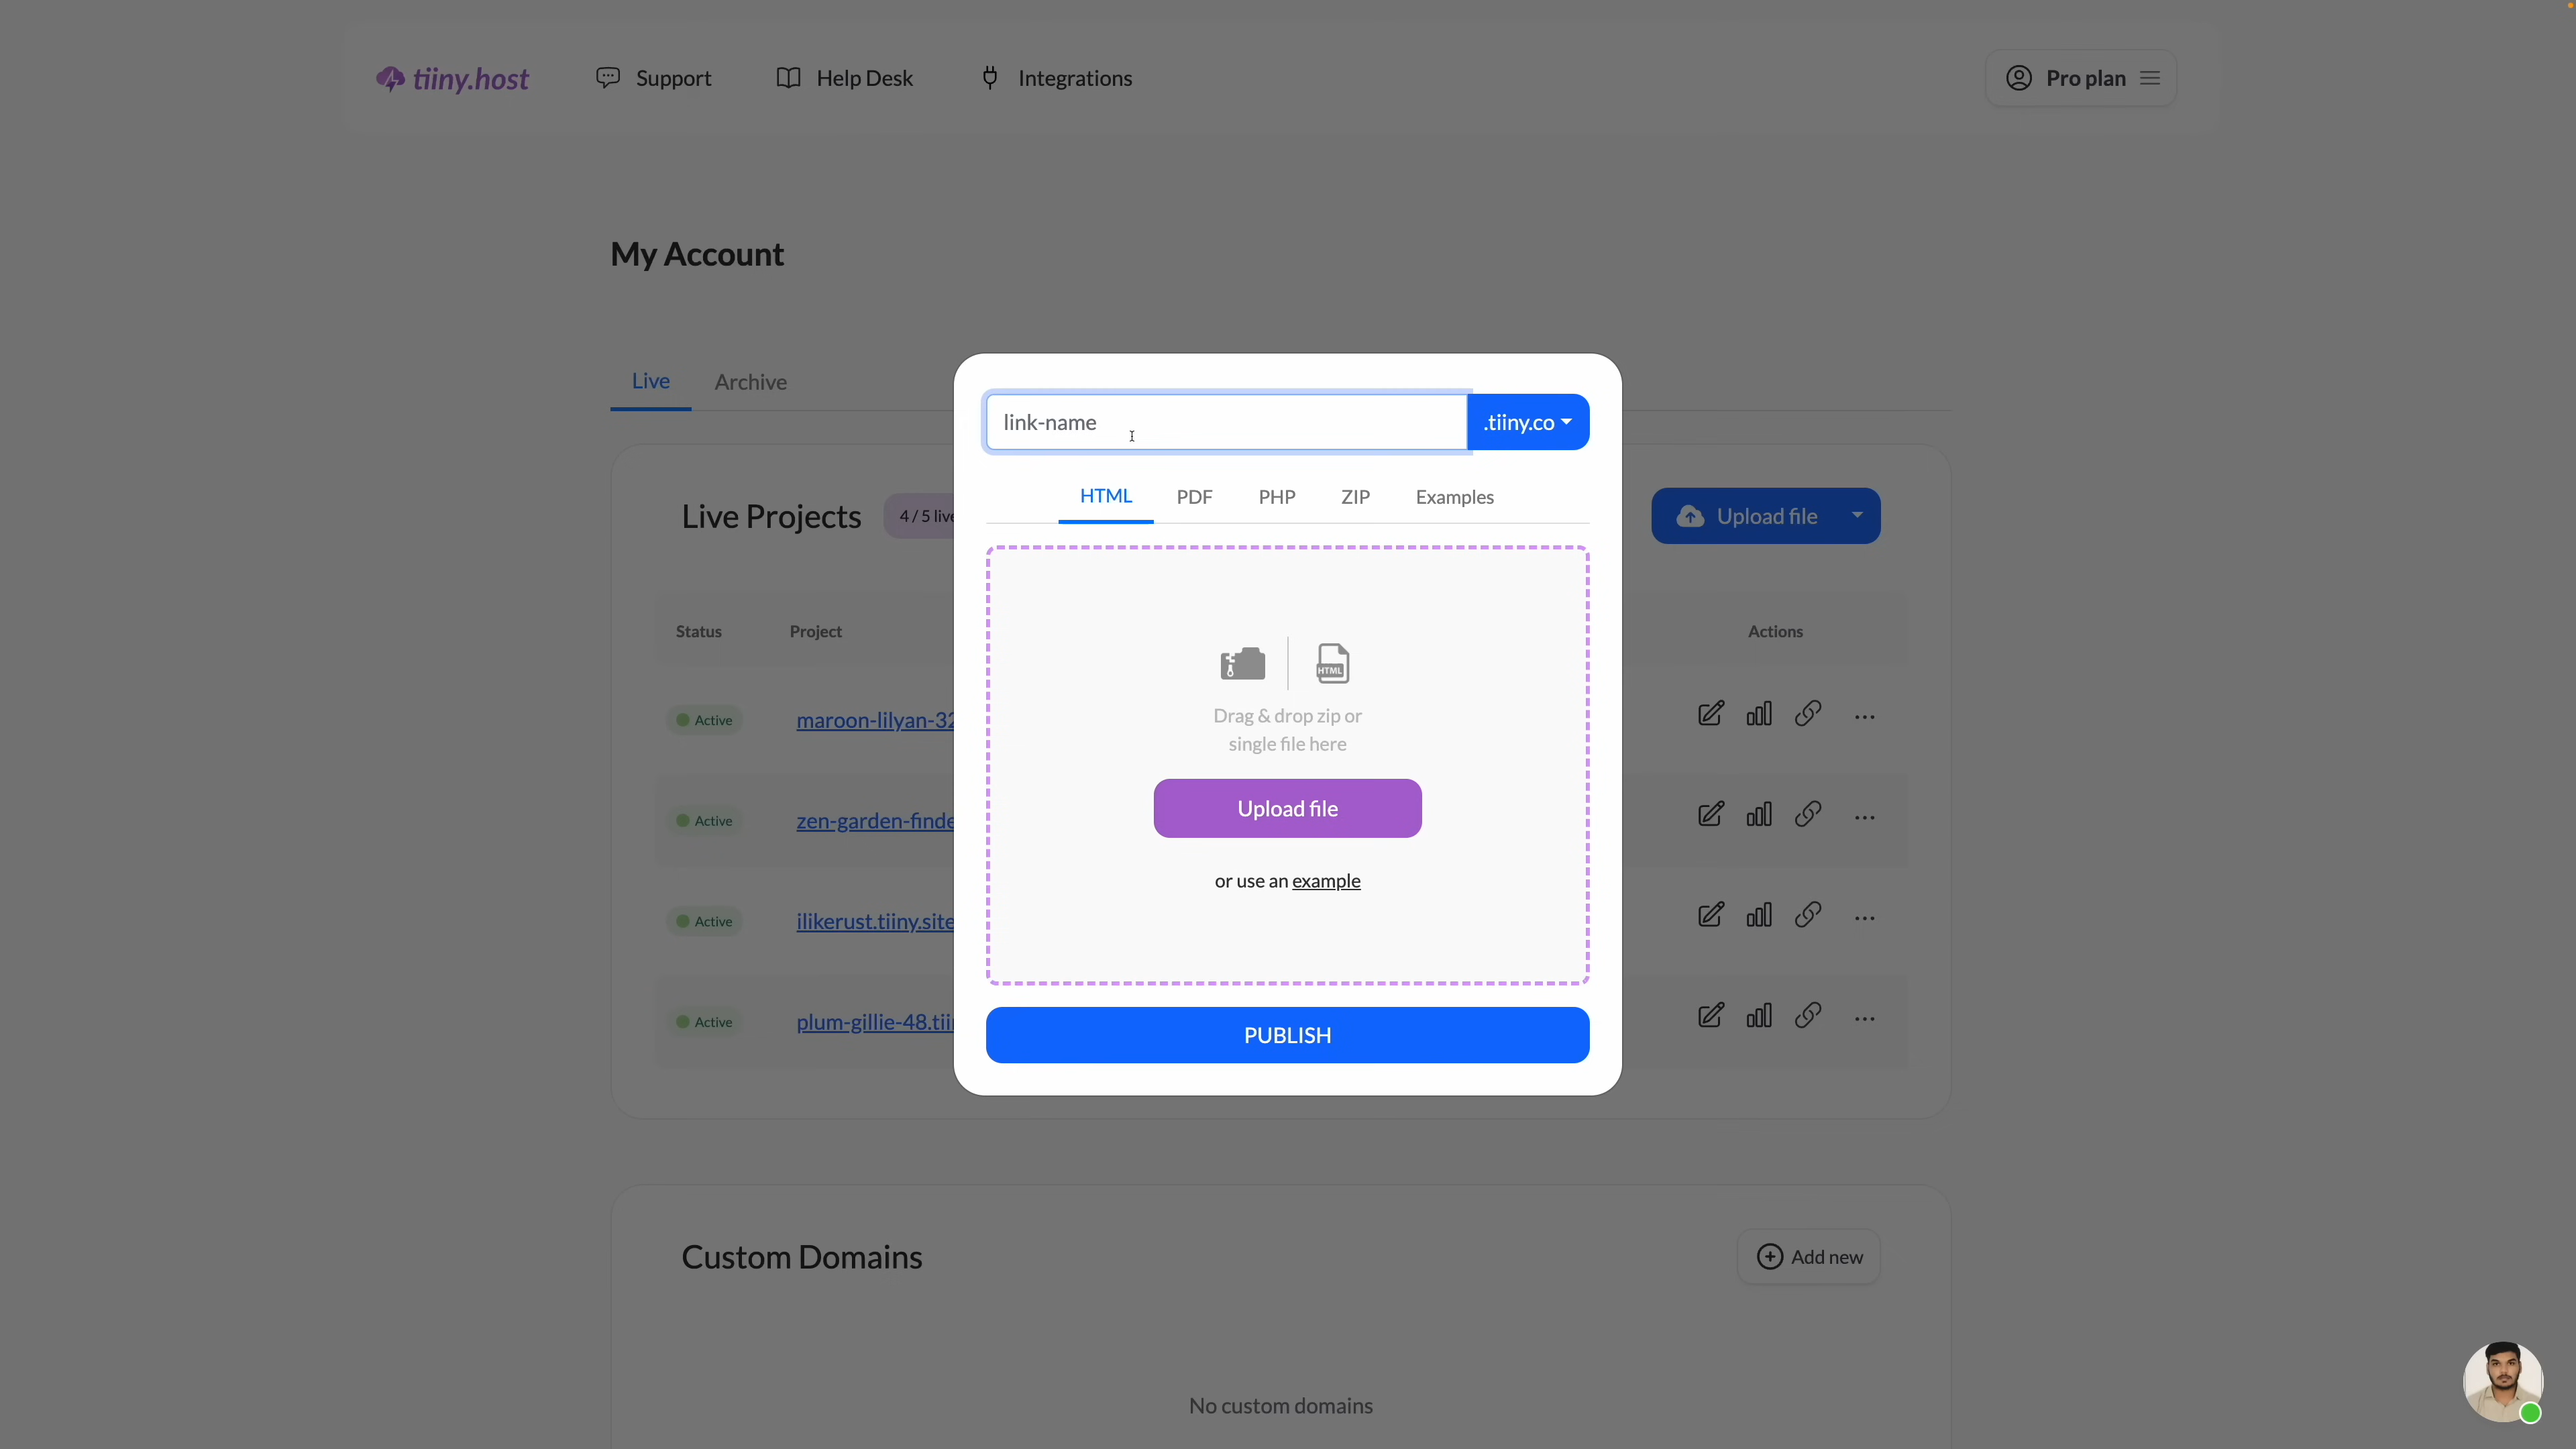 tiiny.host
Support
Help Desk
Integrations
Pro plan
My Account
Live
Archive
link-name
.tiiny.co
HTML
PDF
PHP
ZIP
Examples
Live Projects
4 / 5 live
Upload file
Status
Project
Actions
HTML
Drag & drop zip or
single file here
Upload file
or use an example
PUBLISH
Active
maroon-lilyan-32
Active
zen-garden-finde
Active
ilikerust.tiiny.site
Active
plum-gillie-48.tii
Custom Domains
Add new
No custom domains